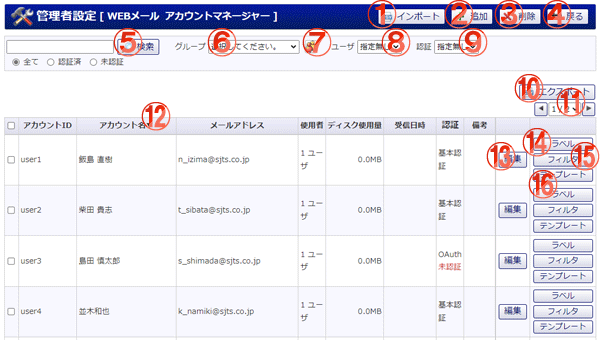 管理者設定 [ WEBメール アカウントマネージャー ]
① インポート ② 追加 ③ 削除 ④ 戻る
⑤ 検索 グループ ⑥ 選択してください。 ⑦ ユーザ ⑧ 指定無し 認証 ⑨ 指定無し
全て 認証済 未認証
⑩ エクスポート
⑪ 1 / 2
アカウントID アカウント名 ⑫ メールアドレス 使用者 ディスク使用量 受信日時 認証 備考
user1 飯島 直樹 n_izima@sjts.co.jp 1 ユーザ 0.0MB 基本認証 ⑬ 編集 ⑭ ラベル
フィルタ ⑮
⑯ テンプレート
user2 柴田 貴志 t_sibata@sjts.co.jp 1 ユーザ 0.0MB 基本認証 編集 ラベル
フィルタ
テンプレート
user3 島田 慎太郎 s_shimada@sjts.co.jp 1 ユーザ 0.0MB OAuth 未認証 編集 ラベル
フィルタ
テンプレート
user4 並木和也 k_namiki@sjts.co.jp 1 ユーザ 0.0MB 基本認証 編集 ラベル
フィルタ
テンプレート